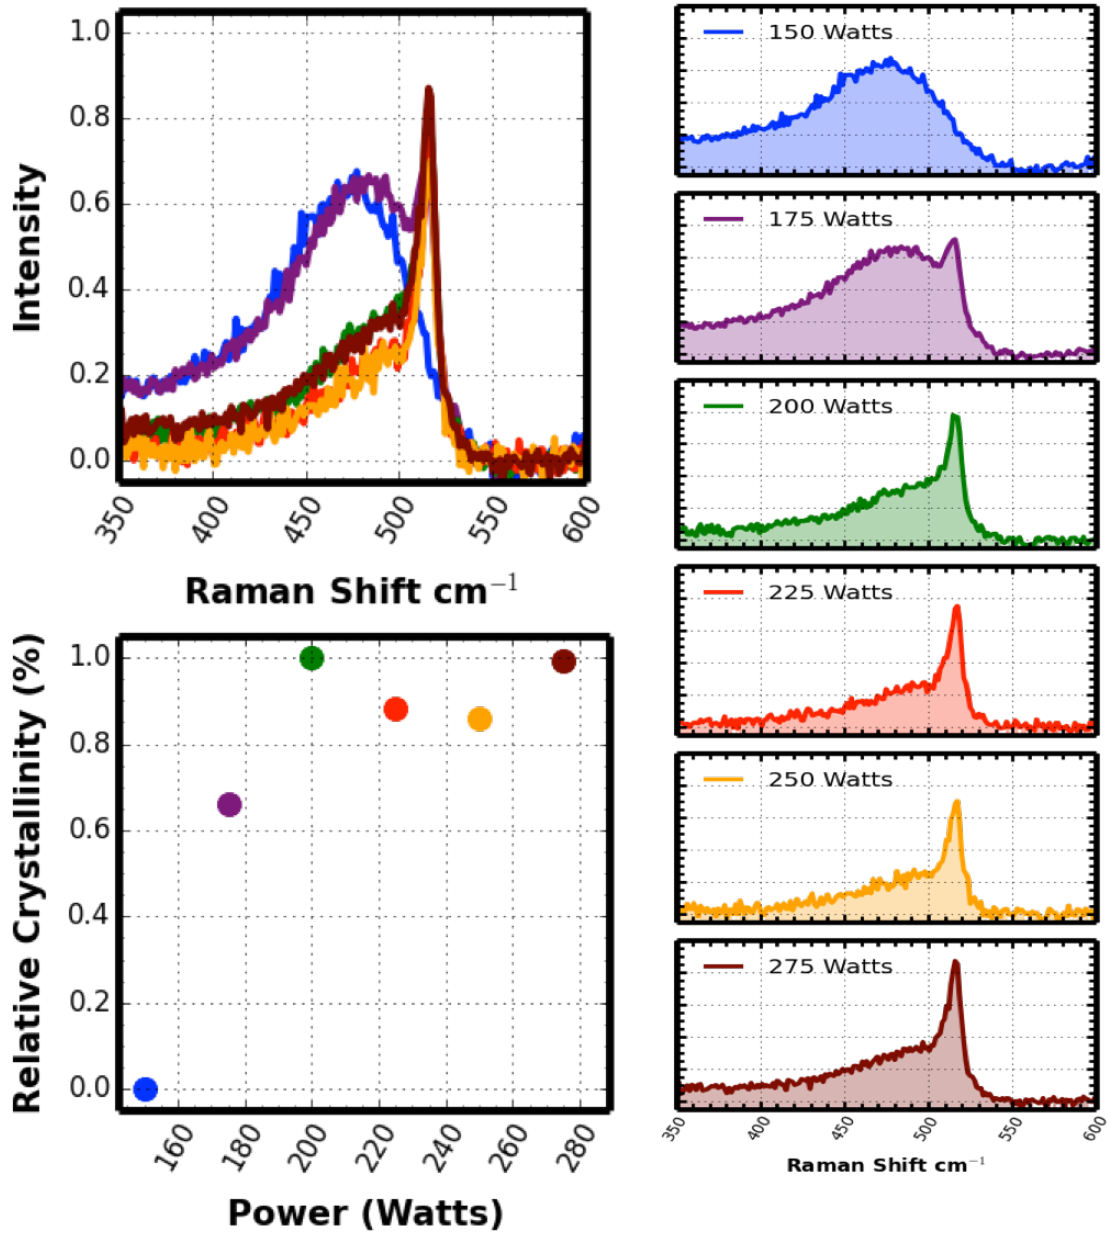 1.0
0.8
0.6
0.4
0.2
0.0
Intensity
350 400 450 500 550 600
Raman Shift cm⁻¹
1.0
0.8
0.6
0.4
0.2
0.0
Relative Crystallinity (%)
160 180 200 220 240 260 280
Power (Watts)
150 Watts
175 Watts
200 Watts
225 Watts
250 Watts
275 Watts
350 400 450 500 550 600
Raman Shift cm⁻¹